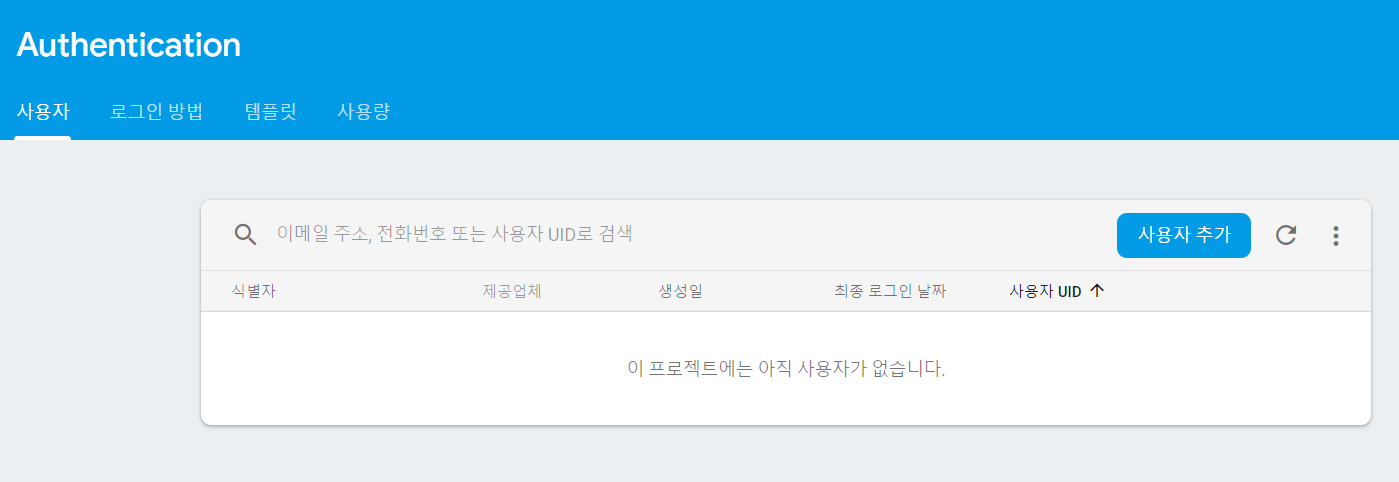 Authentication
사용자 로그인 방법 템플릿 사용량
이메일 주소, 전화번호 또는 사용자 UID로 검색 사용자 추가
식별자 제공업체 생성일 최종 로그인 날짜 사용자 UID
이 프로젝트에는 아직 사용자가 없습니다.